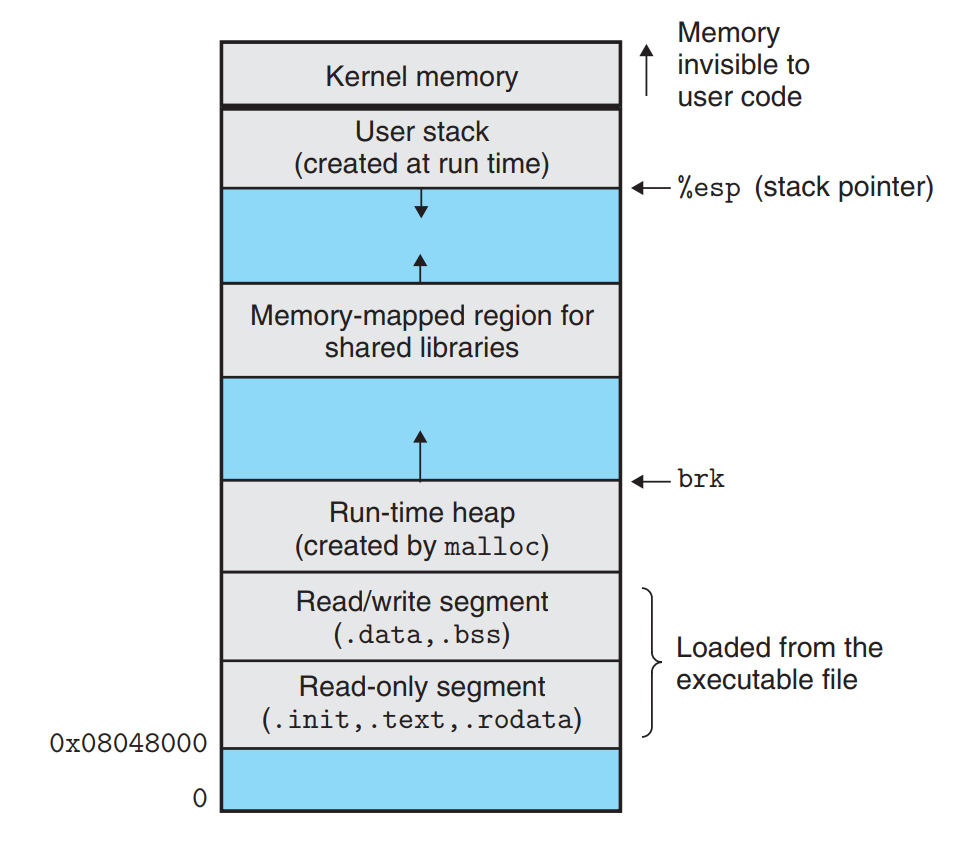 Memory
invisible to
user code
Kernel memory
User stack
(created at run time)
%esp (stack pointer)
Memory-mapped region for
shared libraries
brk
Run-time heap
(created by malloc)
Read/write segment
(.data,.bss)
Loaded from the
executable file
Read-only segment
(.init,.text,.rodata)
0x08048000
0